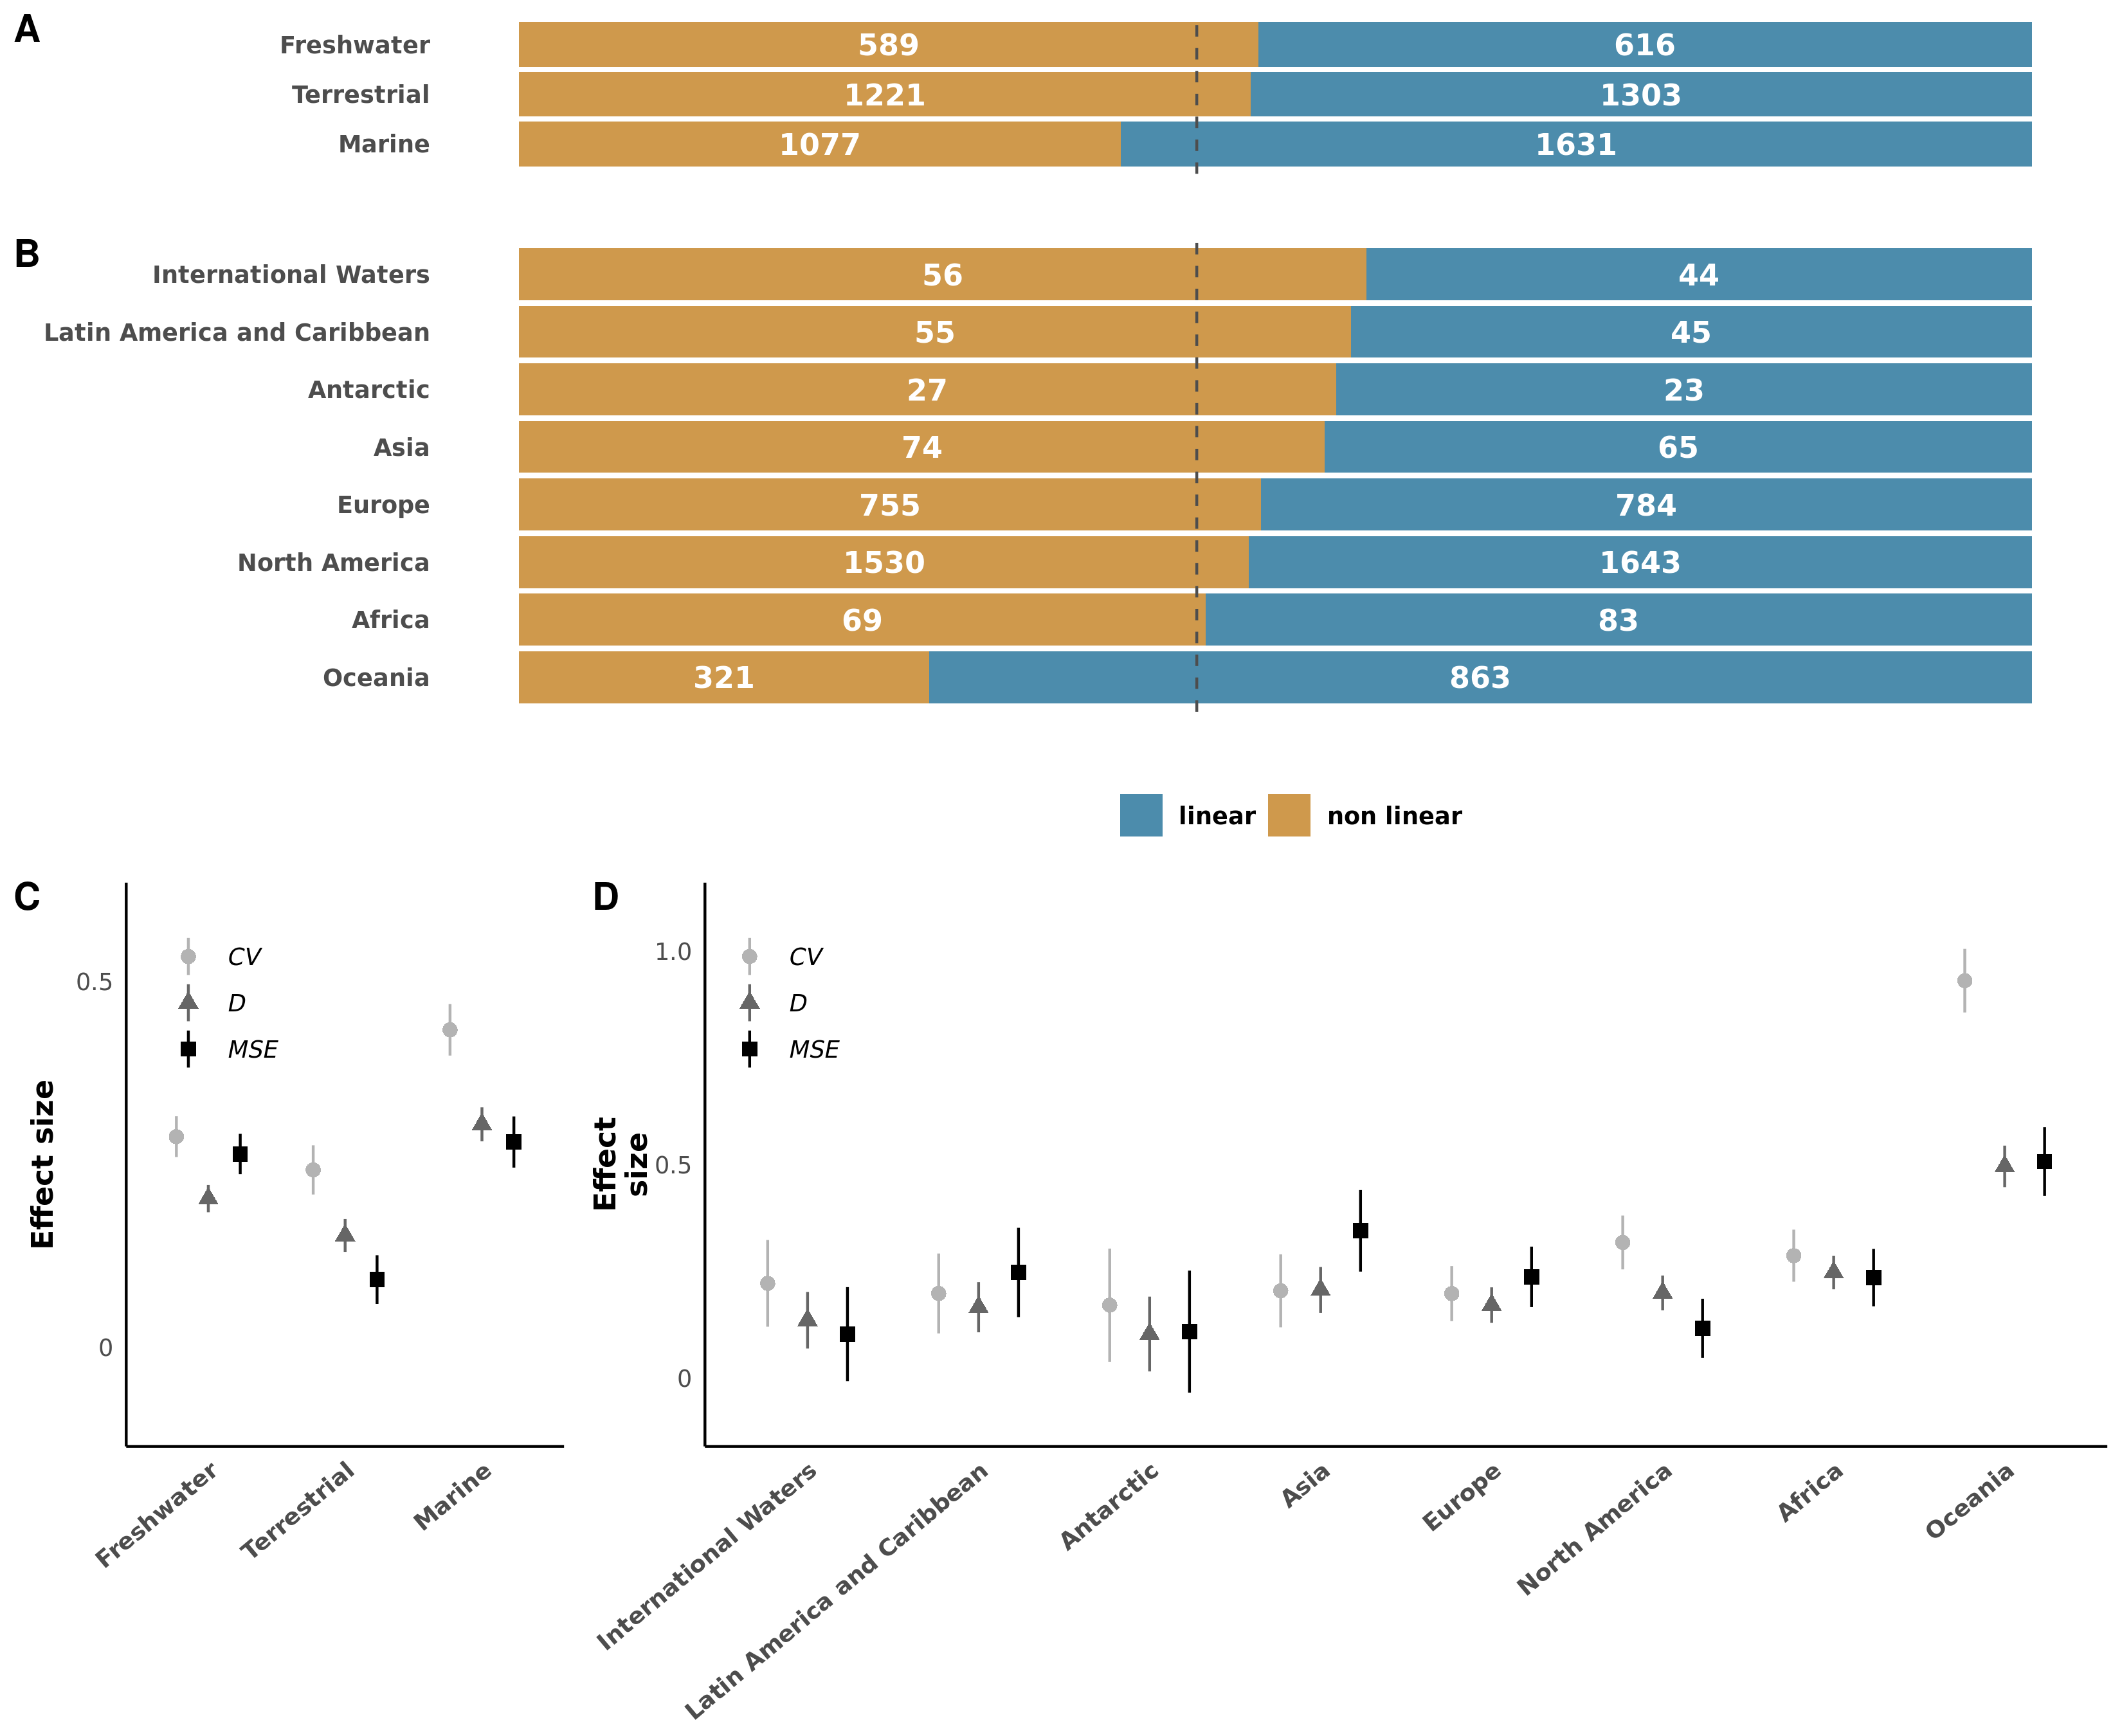 A
Freshwater 589 616
Terrestrial 1221 1303
Marine 1077 1631
B
International Waters 56 44
Latin America and Caribbean 55 45
Antarctic 27 23
Asia 74 65
Europe 755 784
North America 1530 1643
Africa 69 83
Oceania 321 863
linear non linear
C
Effect size
0.5
0
CV
D
MSE
Freshwater
Terrestrial
Marine
D
Effect
size
1.0
0.5
0
CV
D
MSE
International Waters
Latin America and Caribbean
Antarctic
Asia
Europe
North America
Africa
Oceania